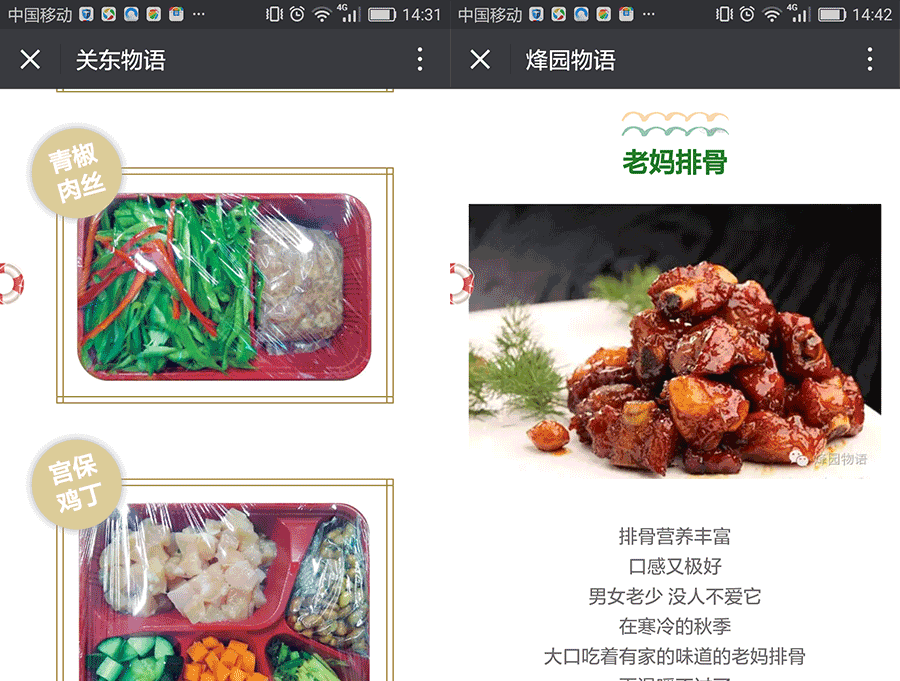 中国移动 4G 14:31
关东物语
青椒
肉丝
宫保
鸡丁
中国移动 4G 14:42
烽园物语
老妈排骨
烽园物语
排骨营养丰富
口感又极好
男女老少 没人不爱它
在寒冷的秋季
大口吃着有家的味道的老妈排骨